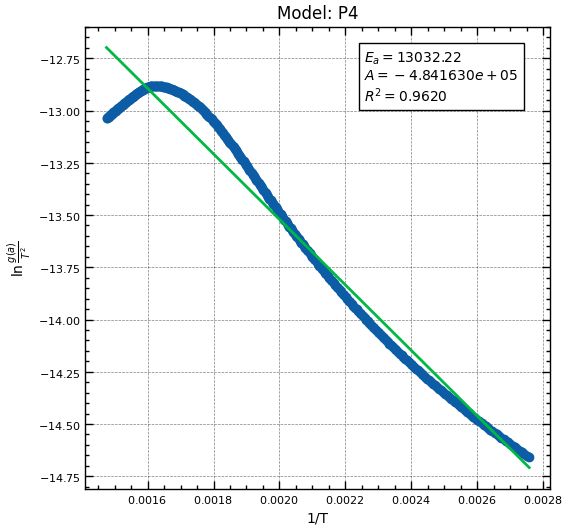 Model: P4
E_a = 13032.22
A = −4.841630e + 05
R^2 = 0.9620
−12.75
−13.00
−13.25
−13.50
−13.75
−14.00
−14.25
−14.50
−14.75
ln g(a)/T^2
0.0016 0.0018 0.0020 0.0022 0.0024 0.0026 0.0028
1/T